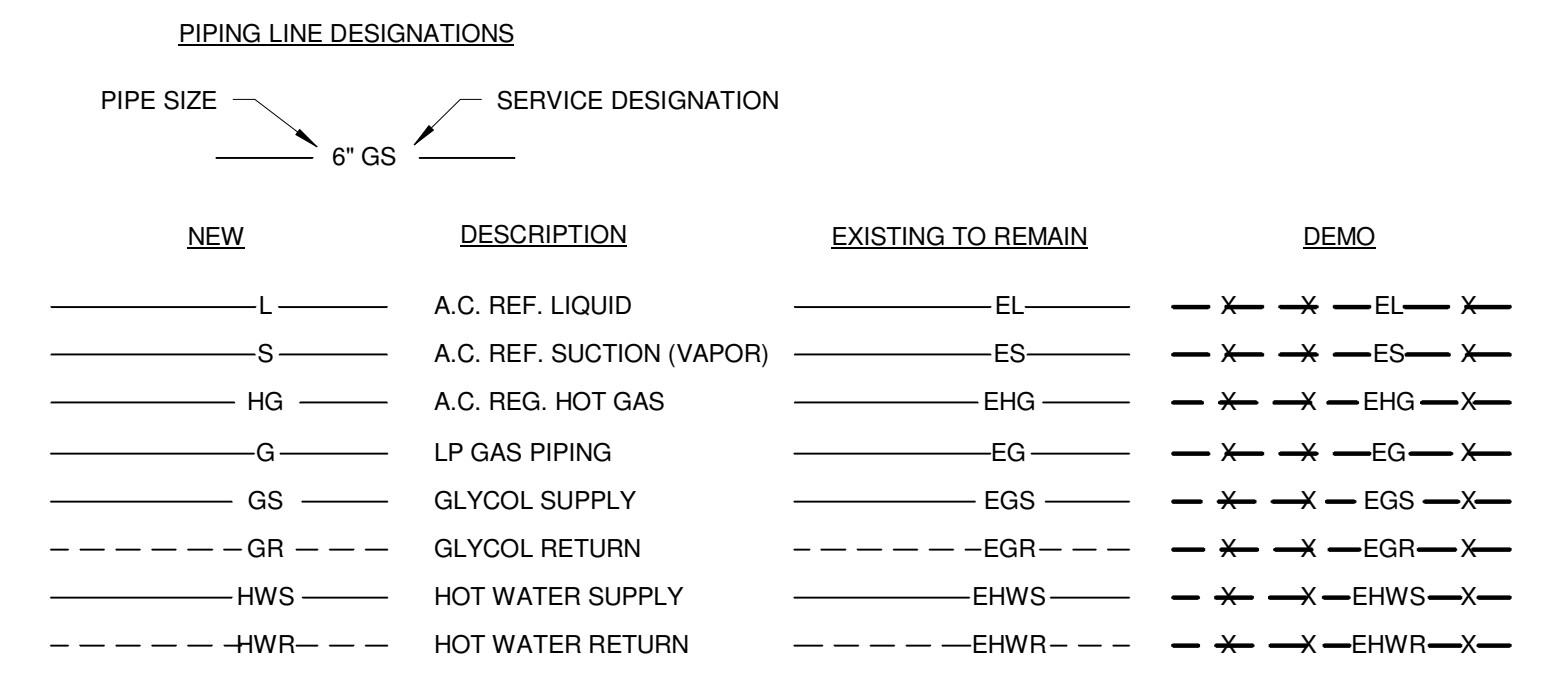 PIPING LINE DESIGNATIONS
PIPE SIZE SERVICE DESIGNATION
6" GS
NEW DESCRIPTION EXISTING TO REMAIN DEMO
L A.C. REF. LIQUID EL X X EL X
S A.C. REF. SUCTION (VAPOR) ES X X ES X
HG A.C. REG. HOT GAS EHG X X EHG X
G LP GAS PIPING EG X X EG X
GS GLYCOL SUPPLY EGS X X EGS X
GR GLYCOL RETURN EGR X X EGR X
HWS HOT WATER SUPPLY EHWS X X EHWS X
HWR HOT WATER RETURN EHWR X X EHWR X